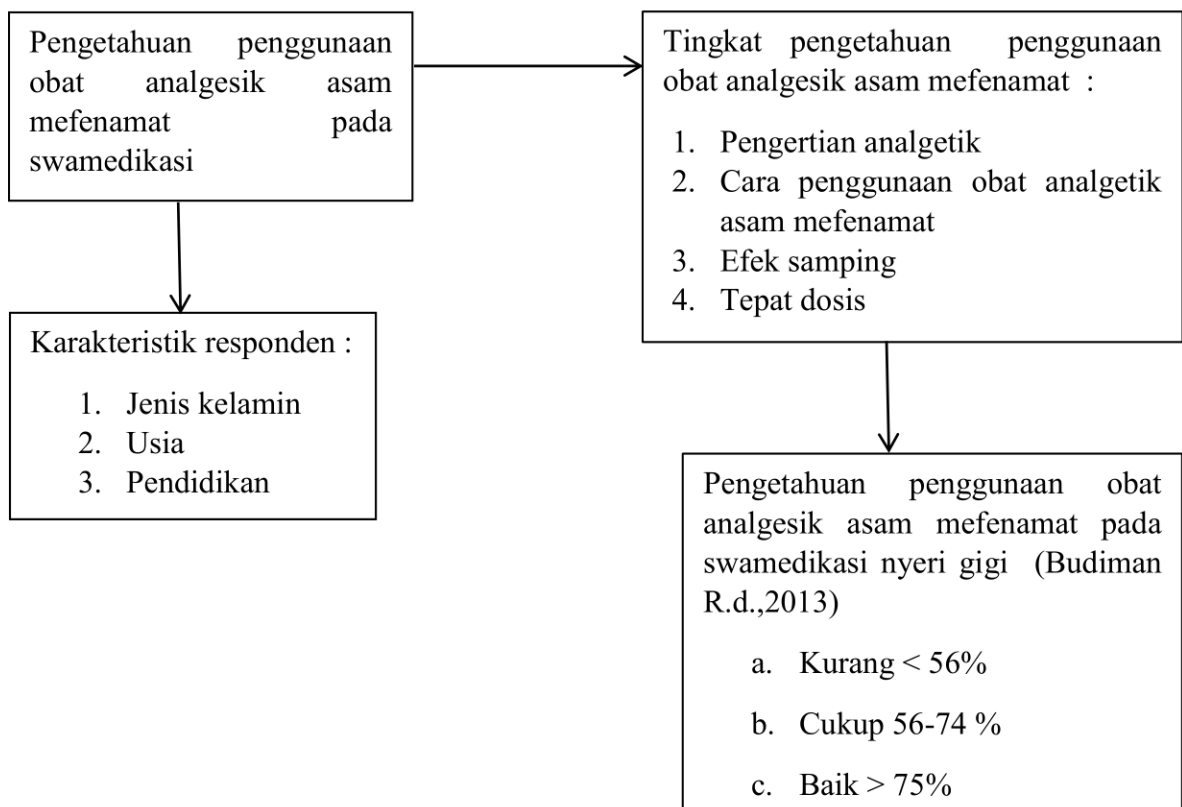 Pengetahuan penggunaan
obat analgesik asam
mefenamat pada
swamedikasi
Tingkat pengetahuan penggunaan
obat analgesik asam mefenamat :
1. Pengertian analgetik
2. Cara penggunaan obat analgetik
asam mefenamat
3. Efek samping
4. Tepat dosis
Karakteristik responden :
1. Jenis kelamin
2. Usia
3. Pendidikan
Pengetahuan penggunaan obat
analgesik asam mefenamat pada
swamedikasi nyeri gigi (Budiman
R.d.,2013)
a. Kurang < 56%
b. Cukup 56-74 %
c. Baik > 75%